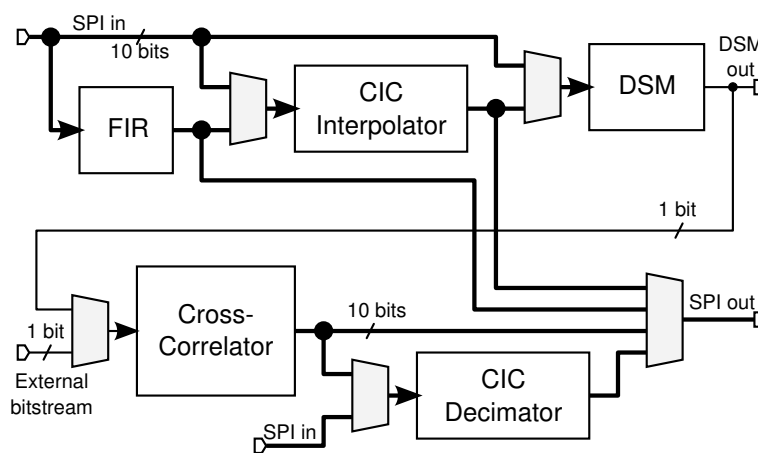 SPI in
10 bits
DSM
out
FIR
CIC
Interpolator
DSM
1 bit
Cross-
Correlator
10 bits
SPI out
1 bit
External
bitstream
CIC
Decimator
SPI in